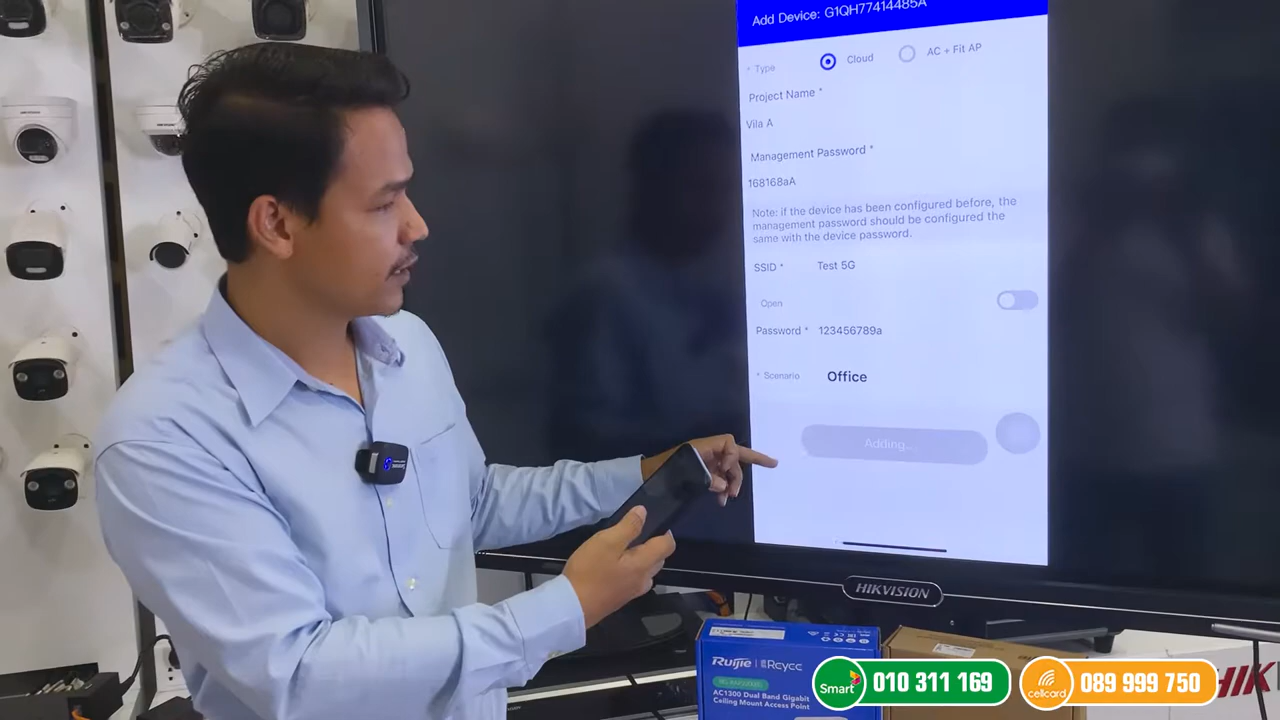 Add Device: G1QH77414485A
* Type Cloud AC + Fit AP
Project Name *
Vila A
Management Password *
168168aA
Note: if the device has been configured before, the
management password should be configured the
same with the device password.
SSID * Test 5G
Open
Password * 123456789a
* Scenario Office
Adding...
HIKVISION
Ruijie | Reyee
AC1300 Dual Band Gigabit
Ceiling Mount Access Point
Smart 010 311 169
cellcard 089 999 750
HIK